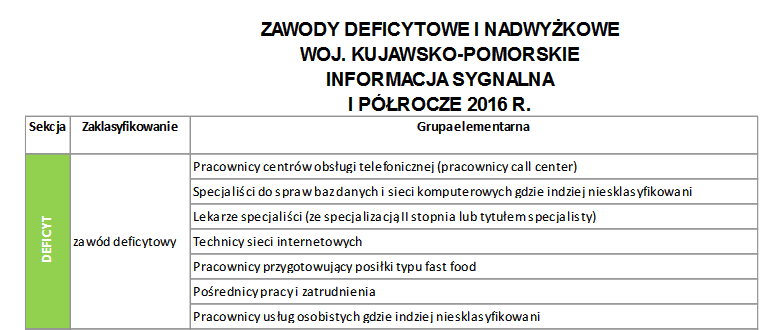 ZAWODY DEFICYTOWE I NADWYŻKOWE
WOJ. KUJAWSKO-POMORSKIE
INFORMACJA SYGNALNA
I PÓŁROCZE 2016 R.
Sekcja Zaklasyfikowanie Grupa elementarna
DEFICYT
zawód deficytowy
Pracownicy centrów obsługi telefonicznej (pracownicy call center)
Specjaliści do spraw baz danych i sieci komputerowych gdzie indziej niesklasyfikowani
Lekarze specjaliści (ze specjalizacją II stopnia lub tytułem specjalisty)
Technicy sieci internetowych
Pracownicy przygotowujący posiłki typu fast food
Pośrednicy pracy i zatrudnienia
Pracownicy usług osobistych gdzie indziej niesklasyfikowani